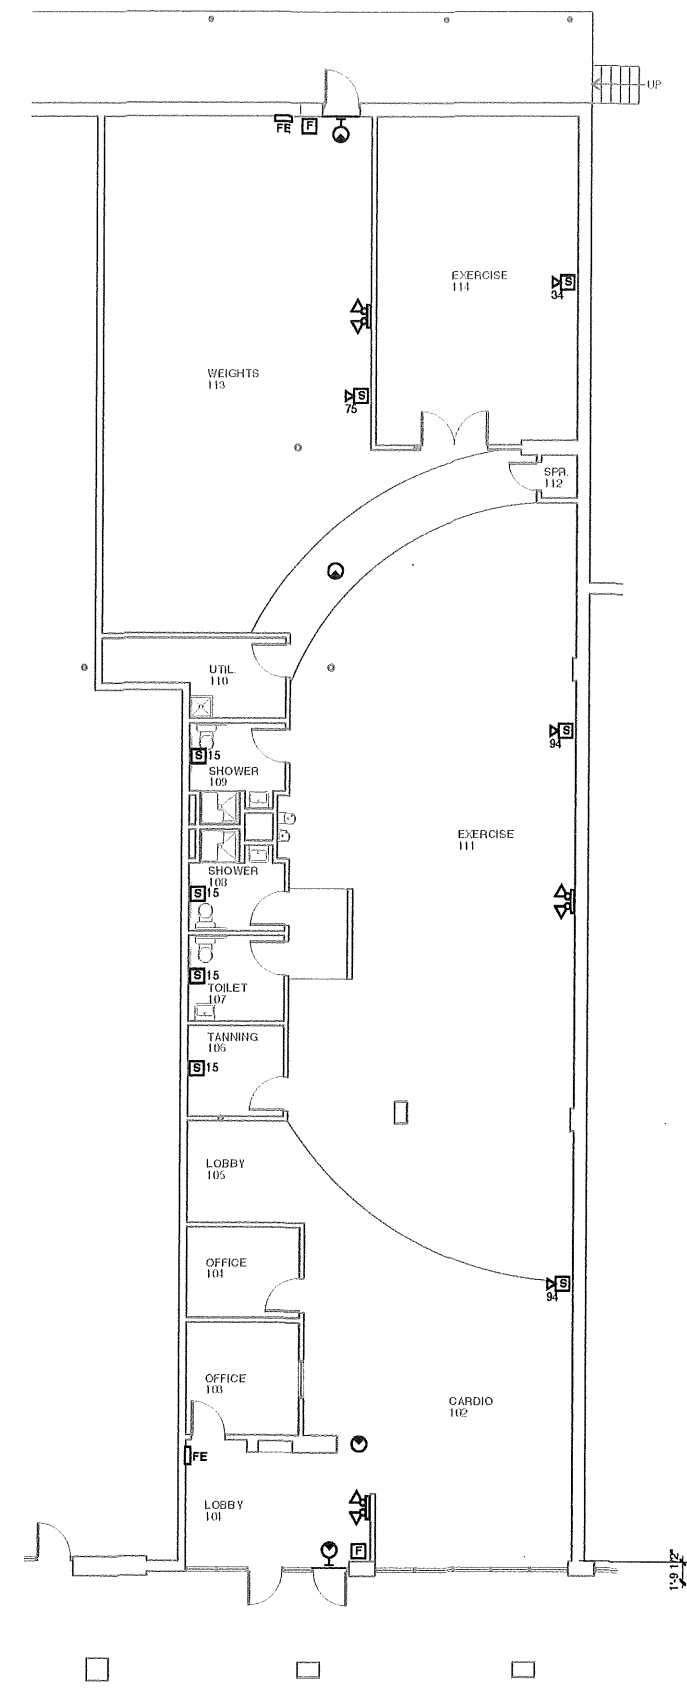 UP
FE
F
EXERCISE
114
S
34
WEIGHTS
113
S
75
SPR.
112
UTIL.
110
S
94
S 15
SHOWER
109
EXERCISE
111
SHOWER
108
S 15
S 15
TOILET
107
TANNING
106
S 15
LOBBY
105
OFFICE
104
S
94
OFFICE
103
CARDIO
102
FE
LOBBY
101
F
1'-9 1/2"